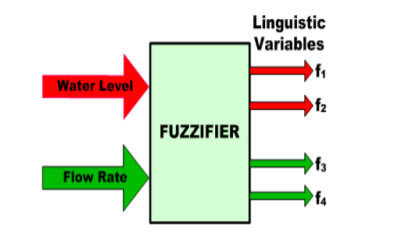 Linguistic
Variables
Water Level
f1
f2
FUZZIFIER
Flow Rate
f3
f4